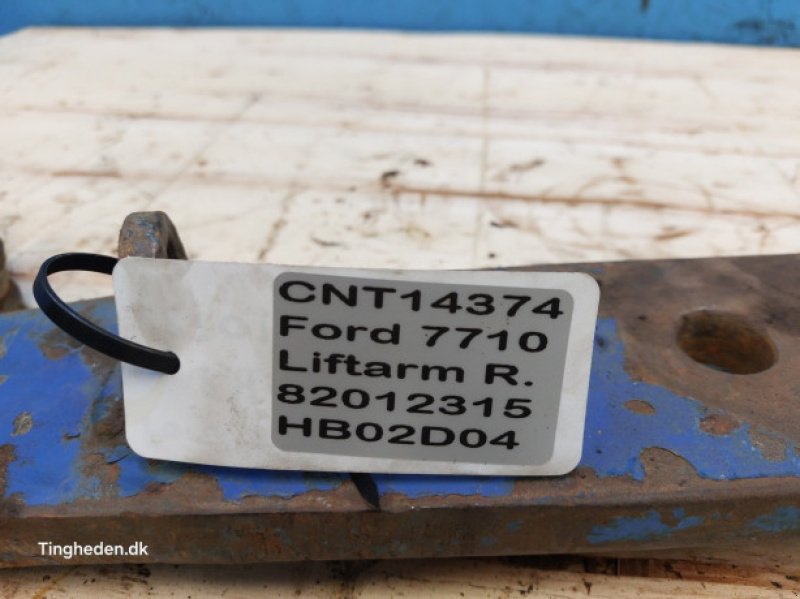 CNT14374
Ford 7710
Liftarm R.
82012315
HB02D04
Tingheden.dk